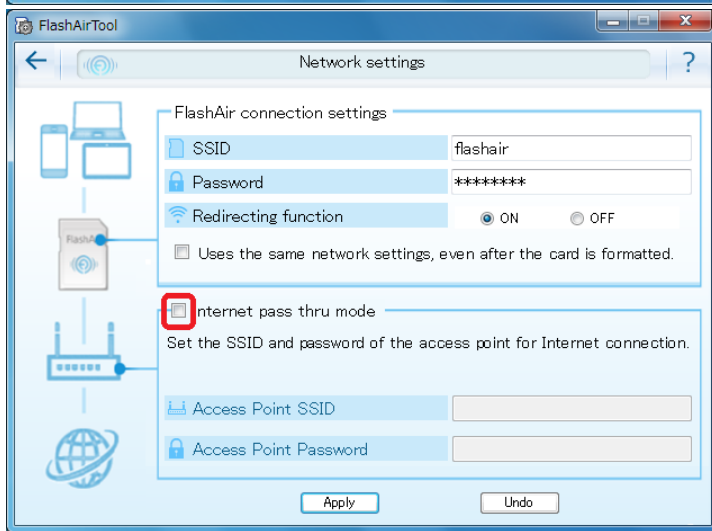 FlashAirTool
Network settings
?
FlashAir connection settings
SSID
flashair
Password
********
Redirecting function
ON
OFF
Uses the same network settings, even after the card is formatted.
FlashA
Internet pass thru mode
Set the SSID and password of the access point for Internet connection.
Access Point SSID
Access Point Password
Apply
Undo